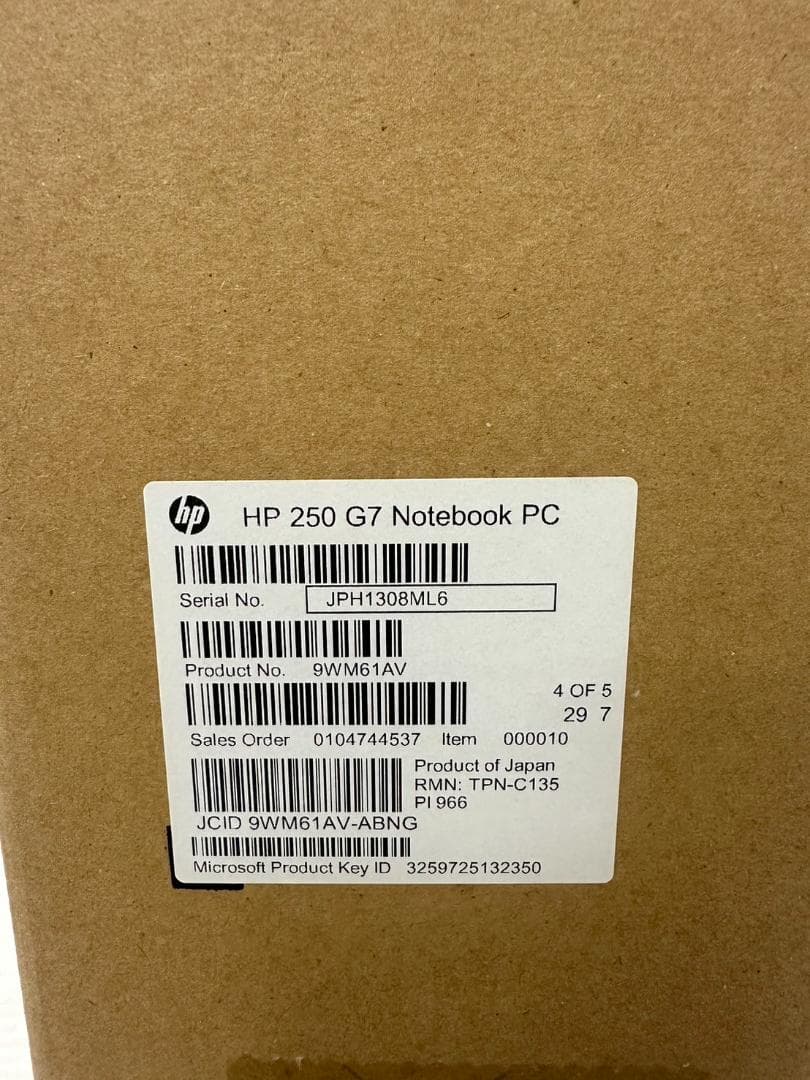 hp HP 250 G7 Notebook PC
Serial No. JPH1308ML6
Product No. 9WM61AV
4 OF 5
29 7
Sales Order 0104744537 Item 000010
Product of Japan
RMN: TPN-C135
PI 966
JCID 9WM61AV-ABNG
Microsoft Product Key ID 3259725132350